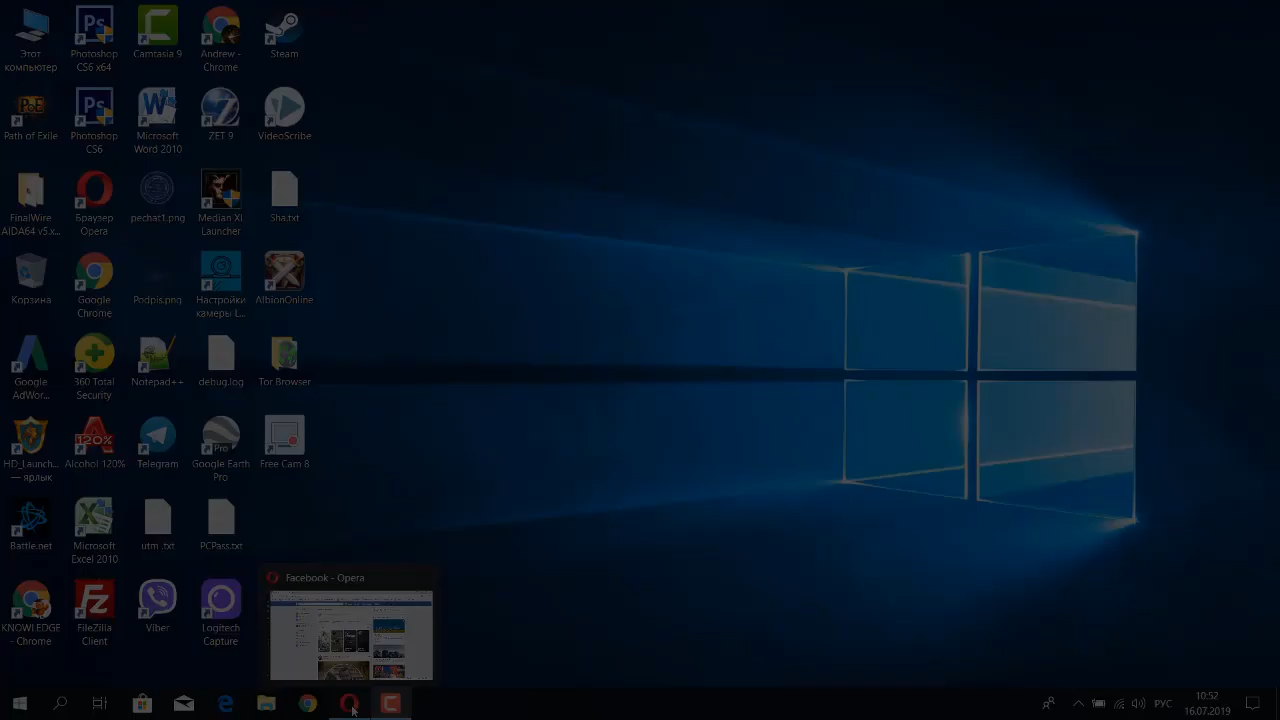 Этот
компьютер
Photoshop
CS6 x64
Camtasia 9
Andrew -
Chrome
Steam
Path of Exile
Photoshop
CS6
Microsoft
Word 2010
ZET 9
VideoScribe
FinalWire
AIDA64 v5.x...
Браузер
Opera
pechat1.png
Median XL
Launcher
Sha.txt
Корзина
Google
Chrome
Podpis.png
Настройки
камеры L...
AlbionOnline
Google
AdWor...
360 Total
Security
Notepad++
debug.log
Tor Browser
HD_Launch...
— ярлык
Alcohol 120%
Telegram
Google Earth
Pro
Free Cam 8
Battle.net
Microsoft
Excel 2010
utm .txt
PCPass.txt
KNOWLEDGE
- Chrome
FileZilla
Client
Viber
Logitech
Capture
Facebook - Opera
РУС
10:52
16.07.2019